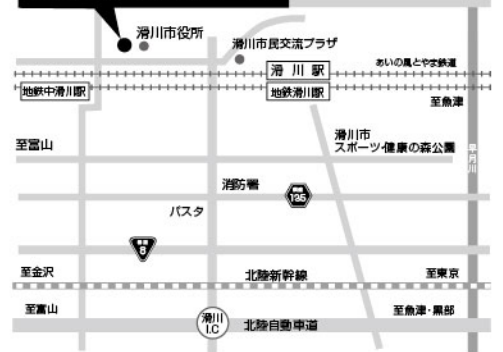 滑川市役所
滑川市民交流プラザ
滑川駅
あいの風とやま鉄道
地鉄中滑川駅
地鉄滑川駅
至魚津
至富山
滑川市
スポーツ・健康の森公園
早月川
消防署
135
パスタ
8
至金沢
北陸新幹線
至東京
至富山
滑川
I.C
北陸自動車道
至魚津・黒部